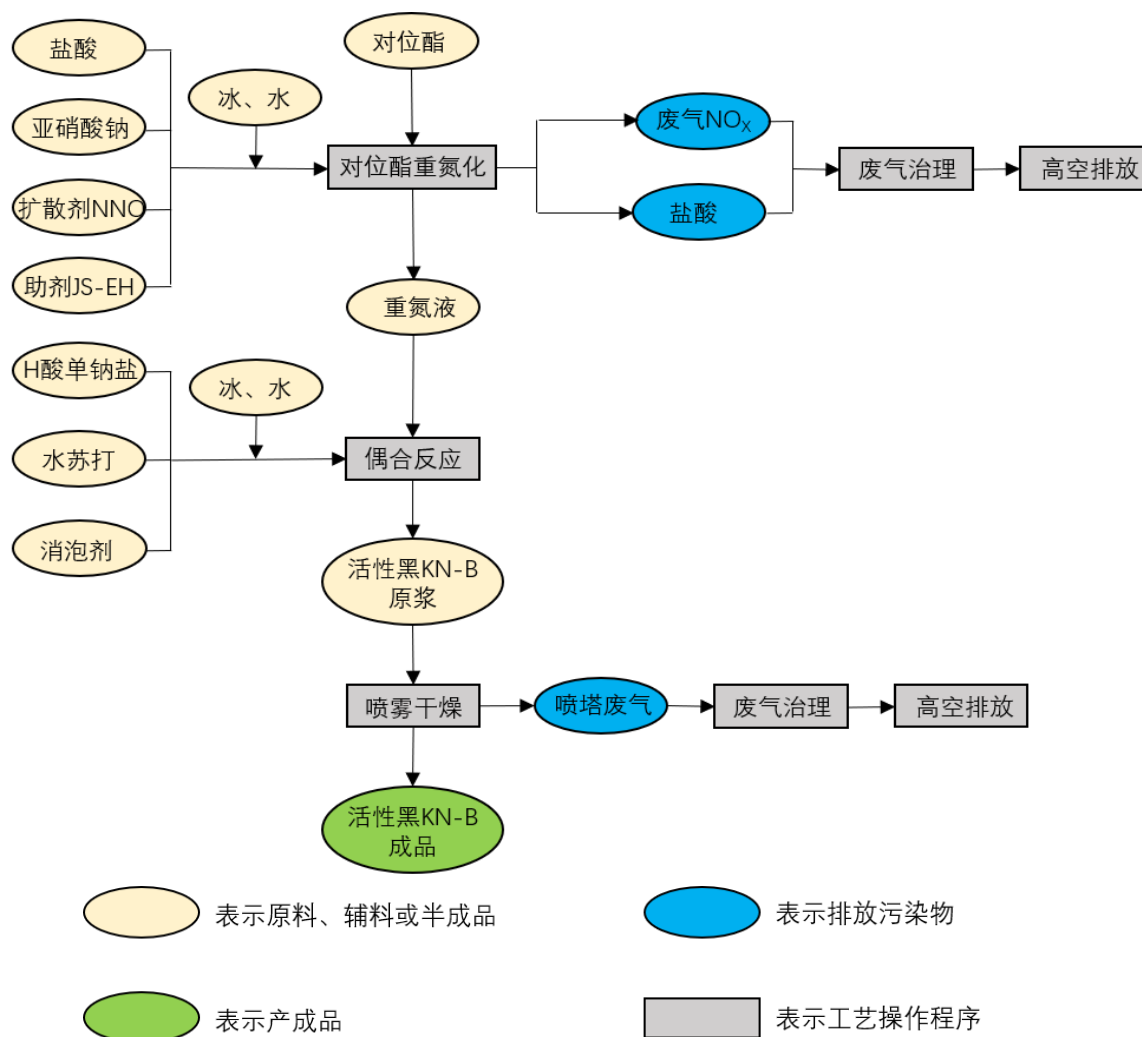 盐酸
对位酯
冰、水
亚硝酸钠
废气NOX
对位酯重氮化
废气治理
高空排放
扩散剂NNO
盐酸
助剂JS-EH
重氮液
H酸单钠盐
冰、水
水苏打
偶合反应
消泡剂
活性黑KN-B
原浆
喷雾干燥
喷塔废气
废气治理
高空排放
活性黑KN-B
成品
表示原料、辅料或半成品
表示排放污染物
表示产成品
表示工艺操作程序